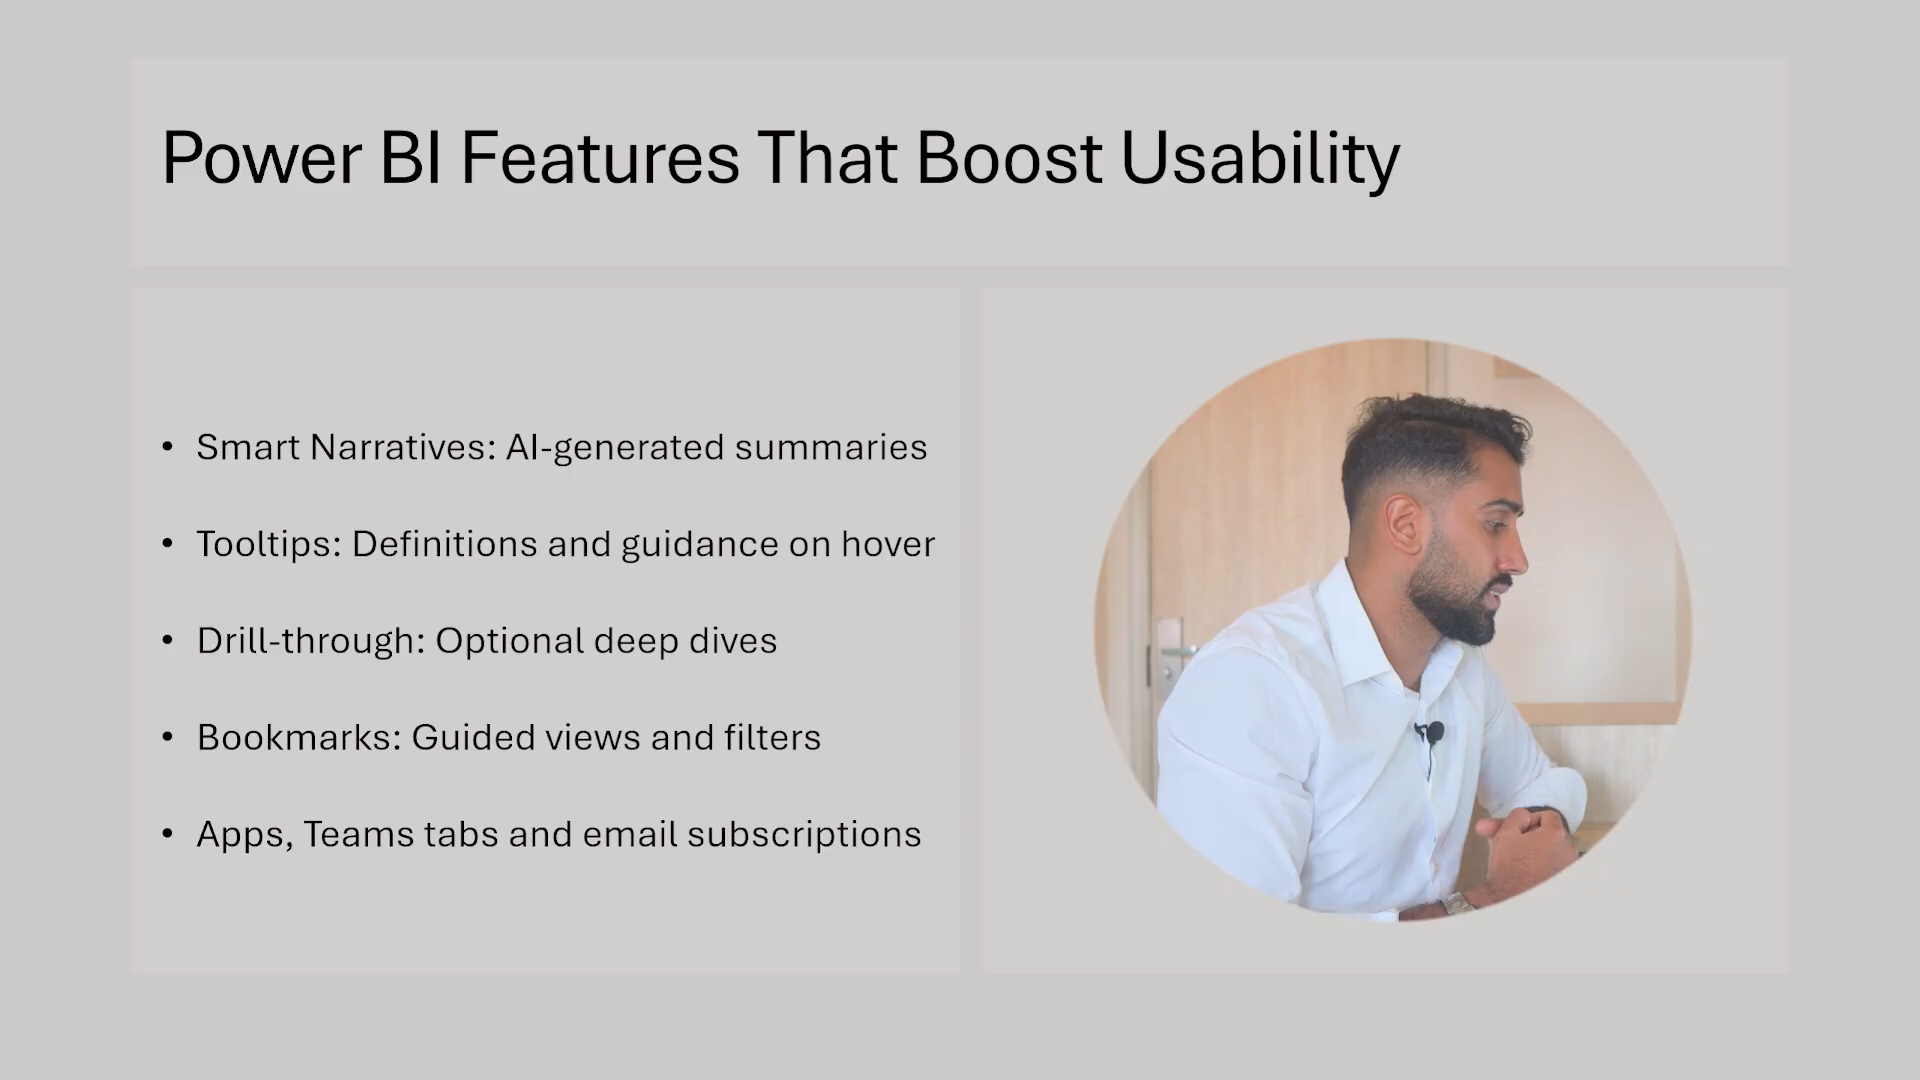 Power BI Features That Boost Usability
• Smart Narratives: AI-generated summaries
• Tooltips: Definitions and guidance on hover
• Drill-through: Optional deep dives
• Bookmarks: Guided views and filters
• Apps, Teams tabs and email subscriptions